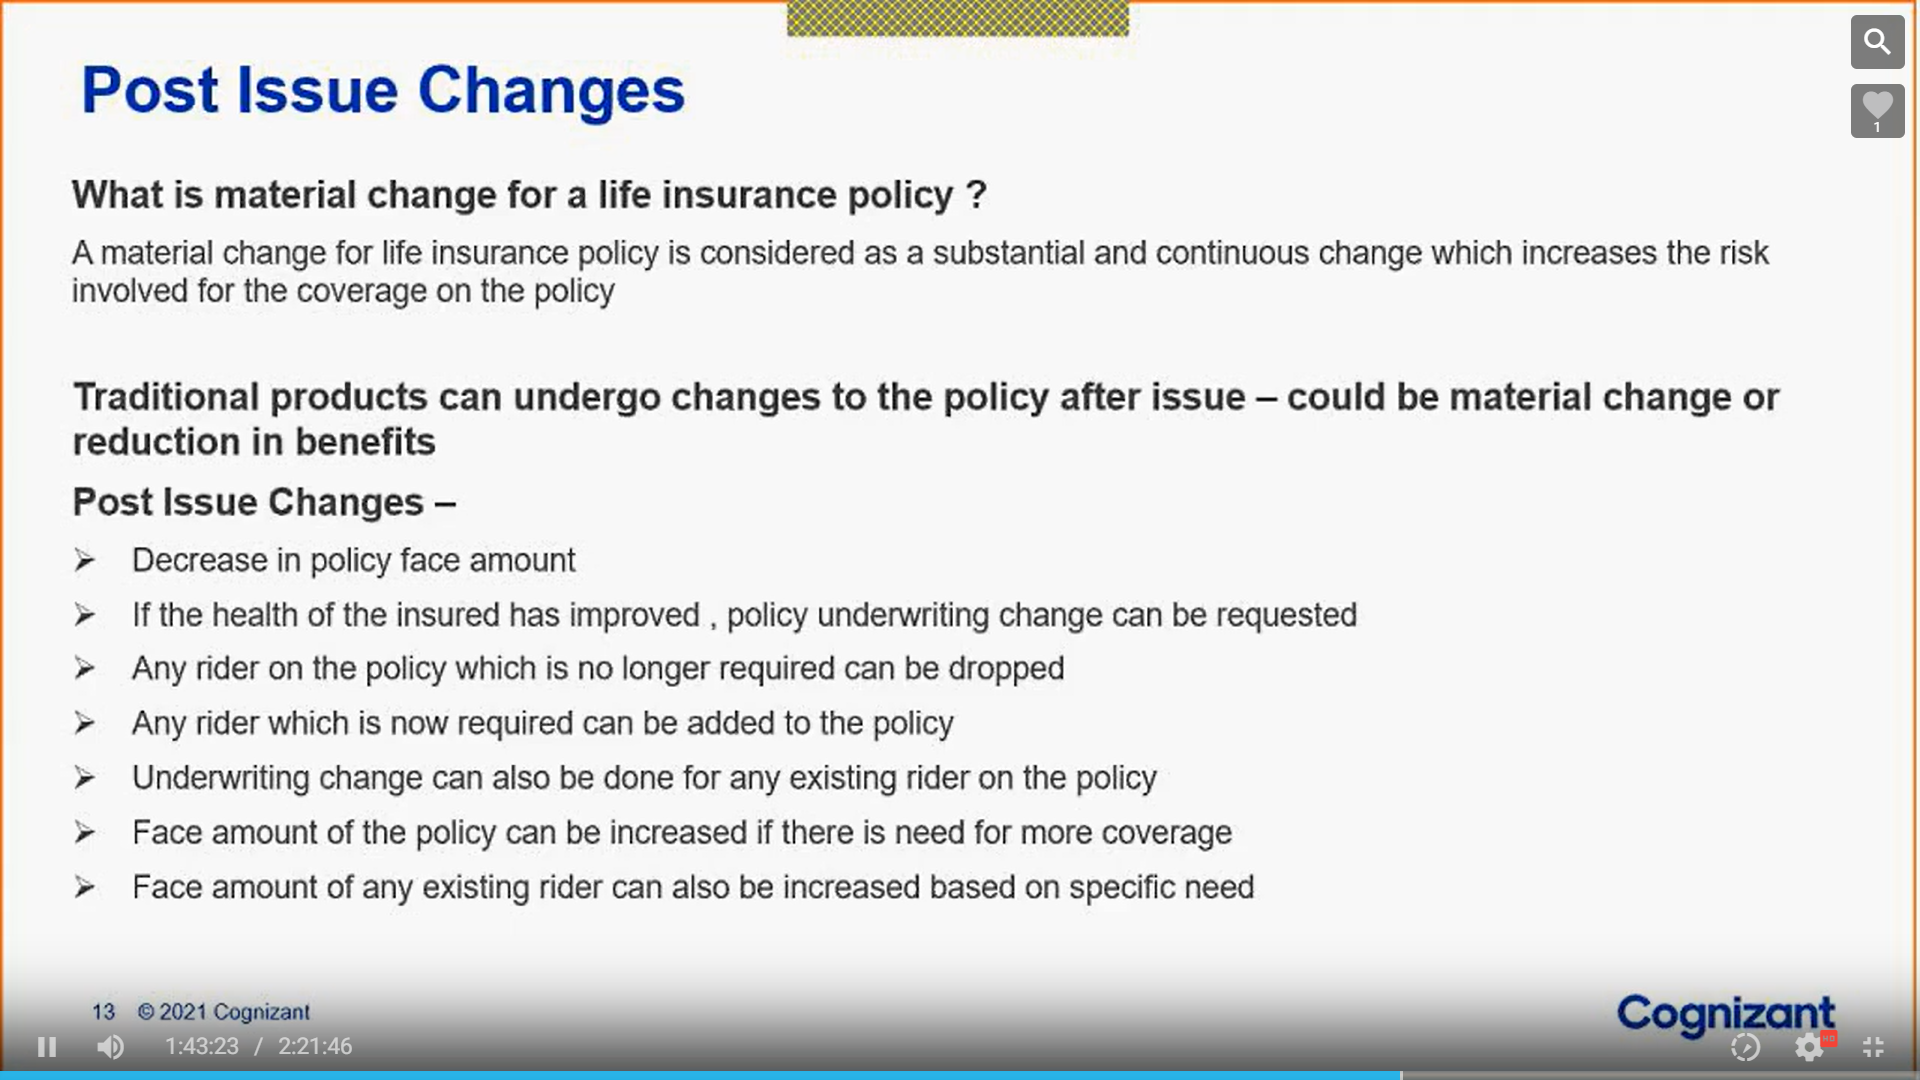 1
Post Issue Changes
What is material change for a life insurance policy ?
A material change for life insurance policy is considered as a substantial and continuous change which increases the risk
involved for the coverage on the policy
Traditional products can undergo changes to the policy after issue – could be material change or
reduction in benefits
Post Issue Changes –
➢ Decrease in policy face amount
➢ If the health of the insured has improved , policy underwriting change can be requested
➢ Any rider on the policy which is no longer required can be dropped
➢ Any rider which is now required can be added to the policy
➢ Underwriting change can also be done for any existing rider on the policy
➢ Face amount of the policy can be increased if there is need for more coverage
➢ Face amount of any existing rider can also be increased based on specific need
13 © 2021 Cognizant
Cognizant
1:43:23 / 2:21:46
HD